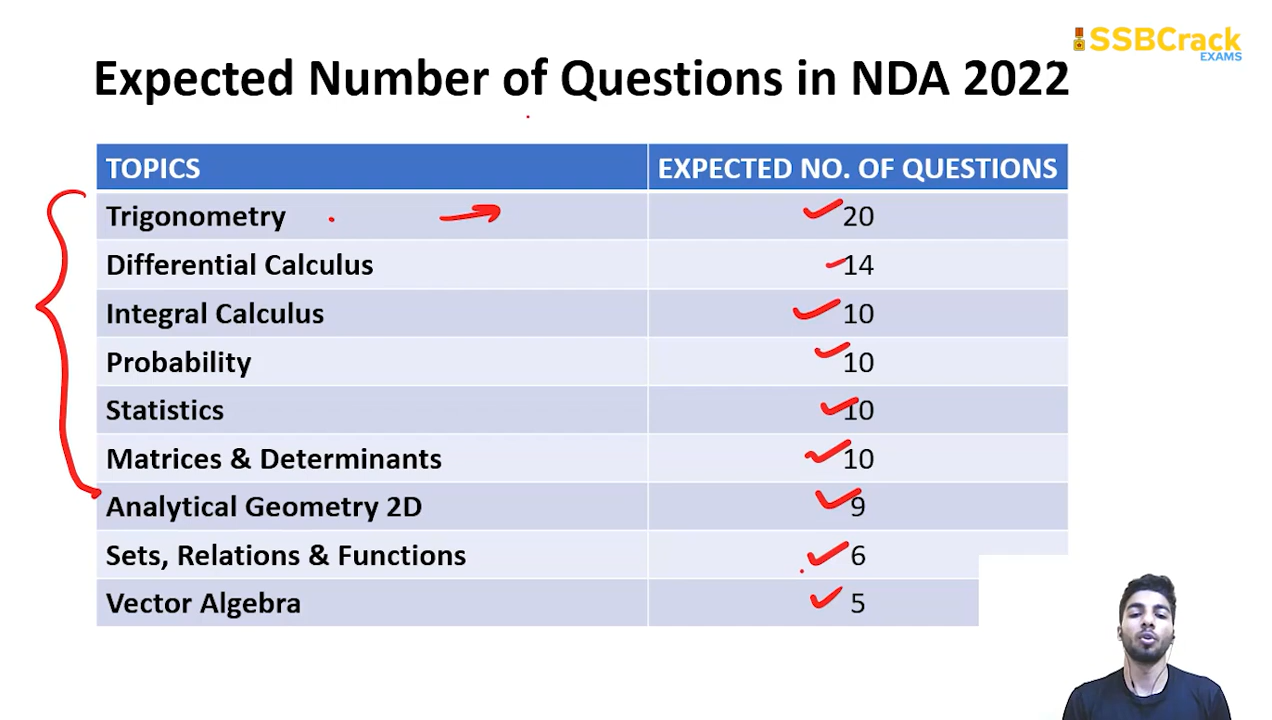 SSBCrack
EXAMS
Expected Number of Questions in NDA 2022
TOPICS EXPECTED NO. OF QUESTIONS
Trigonometry 20
Differential Calculus 14
Integral Calculus 10
Probability 10
Statistics 10
Matrices & Determinants 10
Analytical Geometry 2D 9
Sets, Relations & Functions 6
Vector Algebra 5